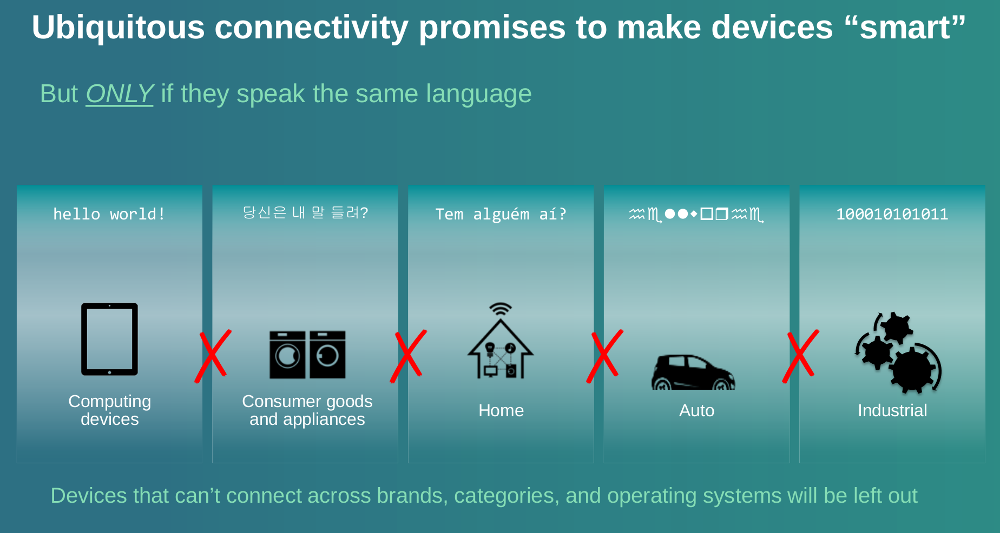 Ubiquitous connectivity promises to make devices “smart”
But ONLY if they speak the same language
hello world!
당신은 내 말 들려?
Tem alguém aí?
♒♏●●⬥□❒♒♏
100010101011
Computing
devices
Consumer goods
and appliances
Home
Auto
Industrial
Devices that can’t connect across brands, categories, and operating systems will be left out